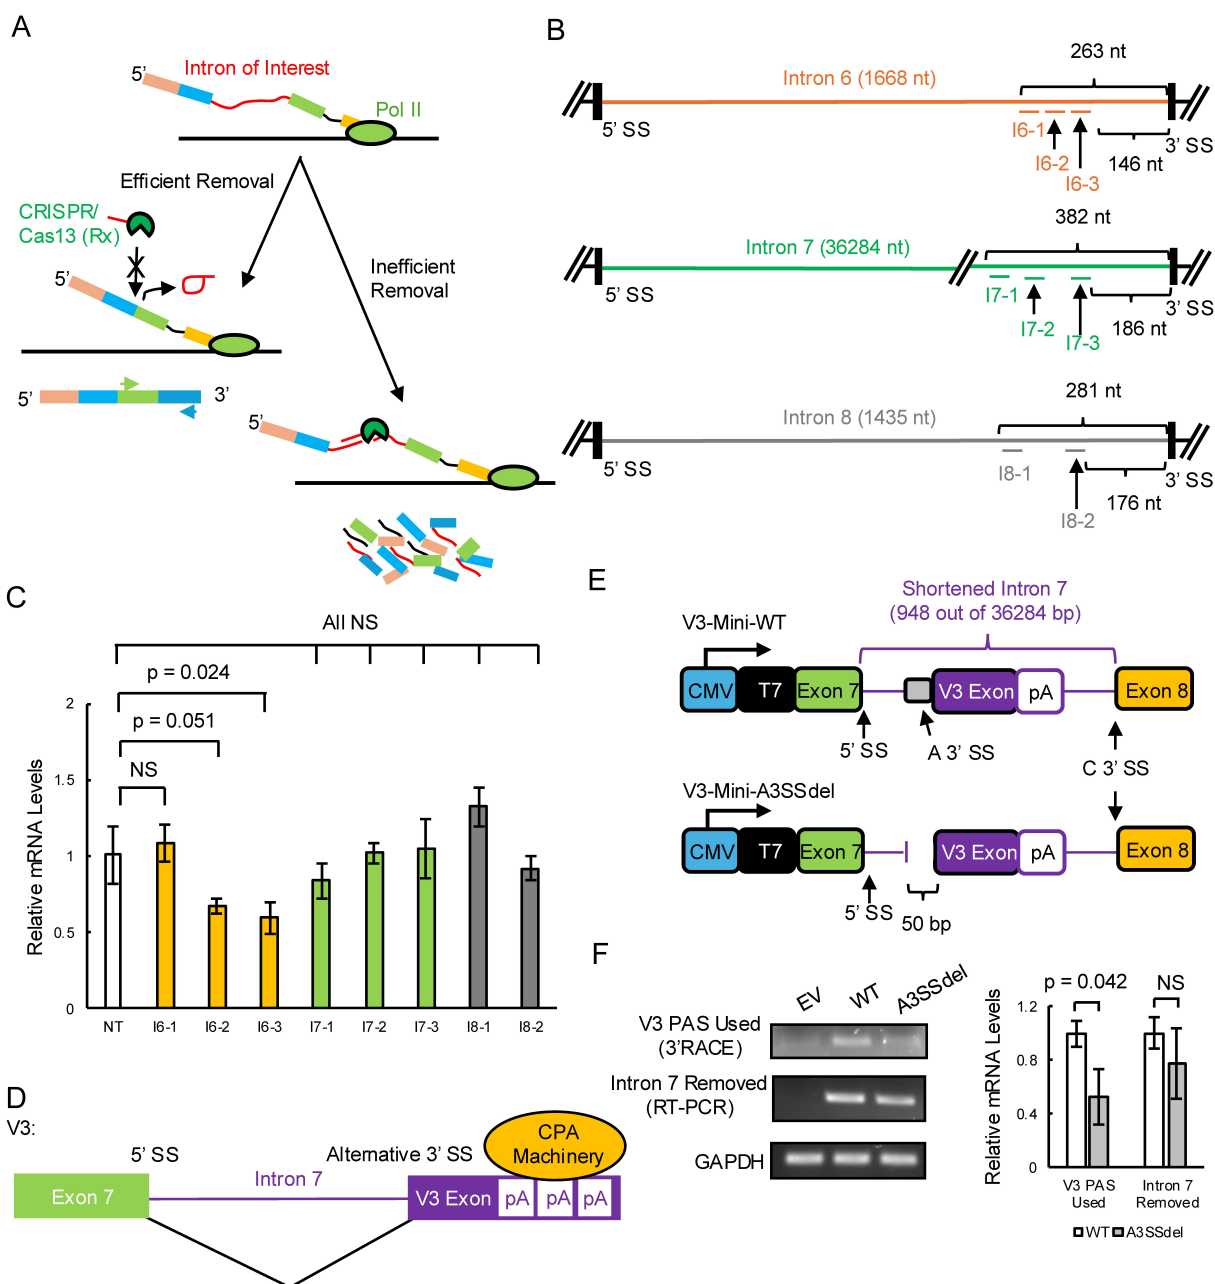 A
5’
Intron of Interest
Pol II
Efficient Removal
CRISPR/
Cas13 (Rx)
5’
Inefficient
Removal
5’
3’
5’
B
263 nt
Intron 6 (1668 nt)
5’ SS
3’ SS
I6-1
I6-2
I6-3
146 nt
382 nt
Intron 7 (36284 nt)
5’ SS
3’ SS
I7-1
I7-2
I7-3
186 nt
281 nt
Intron 8 (1435 nt)
5’ SS
3’ SS
I8-1
I8-2
176 nt
C
All NS
p = 0.024
p = 0.051
NS
Relative mRNA Levels
2
1.5
1
0.5
0
NT
I6-1
I6-2
I6-3
I7-1
I7-2
I7-3
I8-1
I8-2
D
V3:
5’ SS
Intron 7
Alternative 3’ SS
CPA
Machinery
Exon 7
V3 Exon
pA
pA
pA
E
Shortened Intron 7
(948 out of 36284 bp)
V3-Mini-WT
CMV
T7
Exon 7
V3 Exon
pA
Exon 8
5’ SS
A 3’ SS
C 3’ SS
V3-Mini-A3SSdel
CMV
T7
Exon 7
V3 Exon
pA
Exon 8
5’ SS
50 bp
F
EV
WT
A3SSdel
V3 PAS Used
(3’RACE)
Intron 7 Removed
(RT-PCR)
GAPDH
p = 0.042
NS
Relative mRNA Levels
1.2
0.8
0.4
0
V3 PAS
Used
Intron 7
Removed
WT
A3SSdel